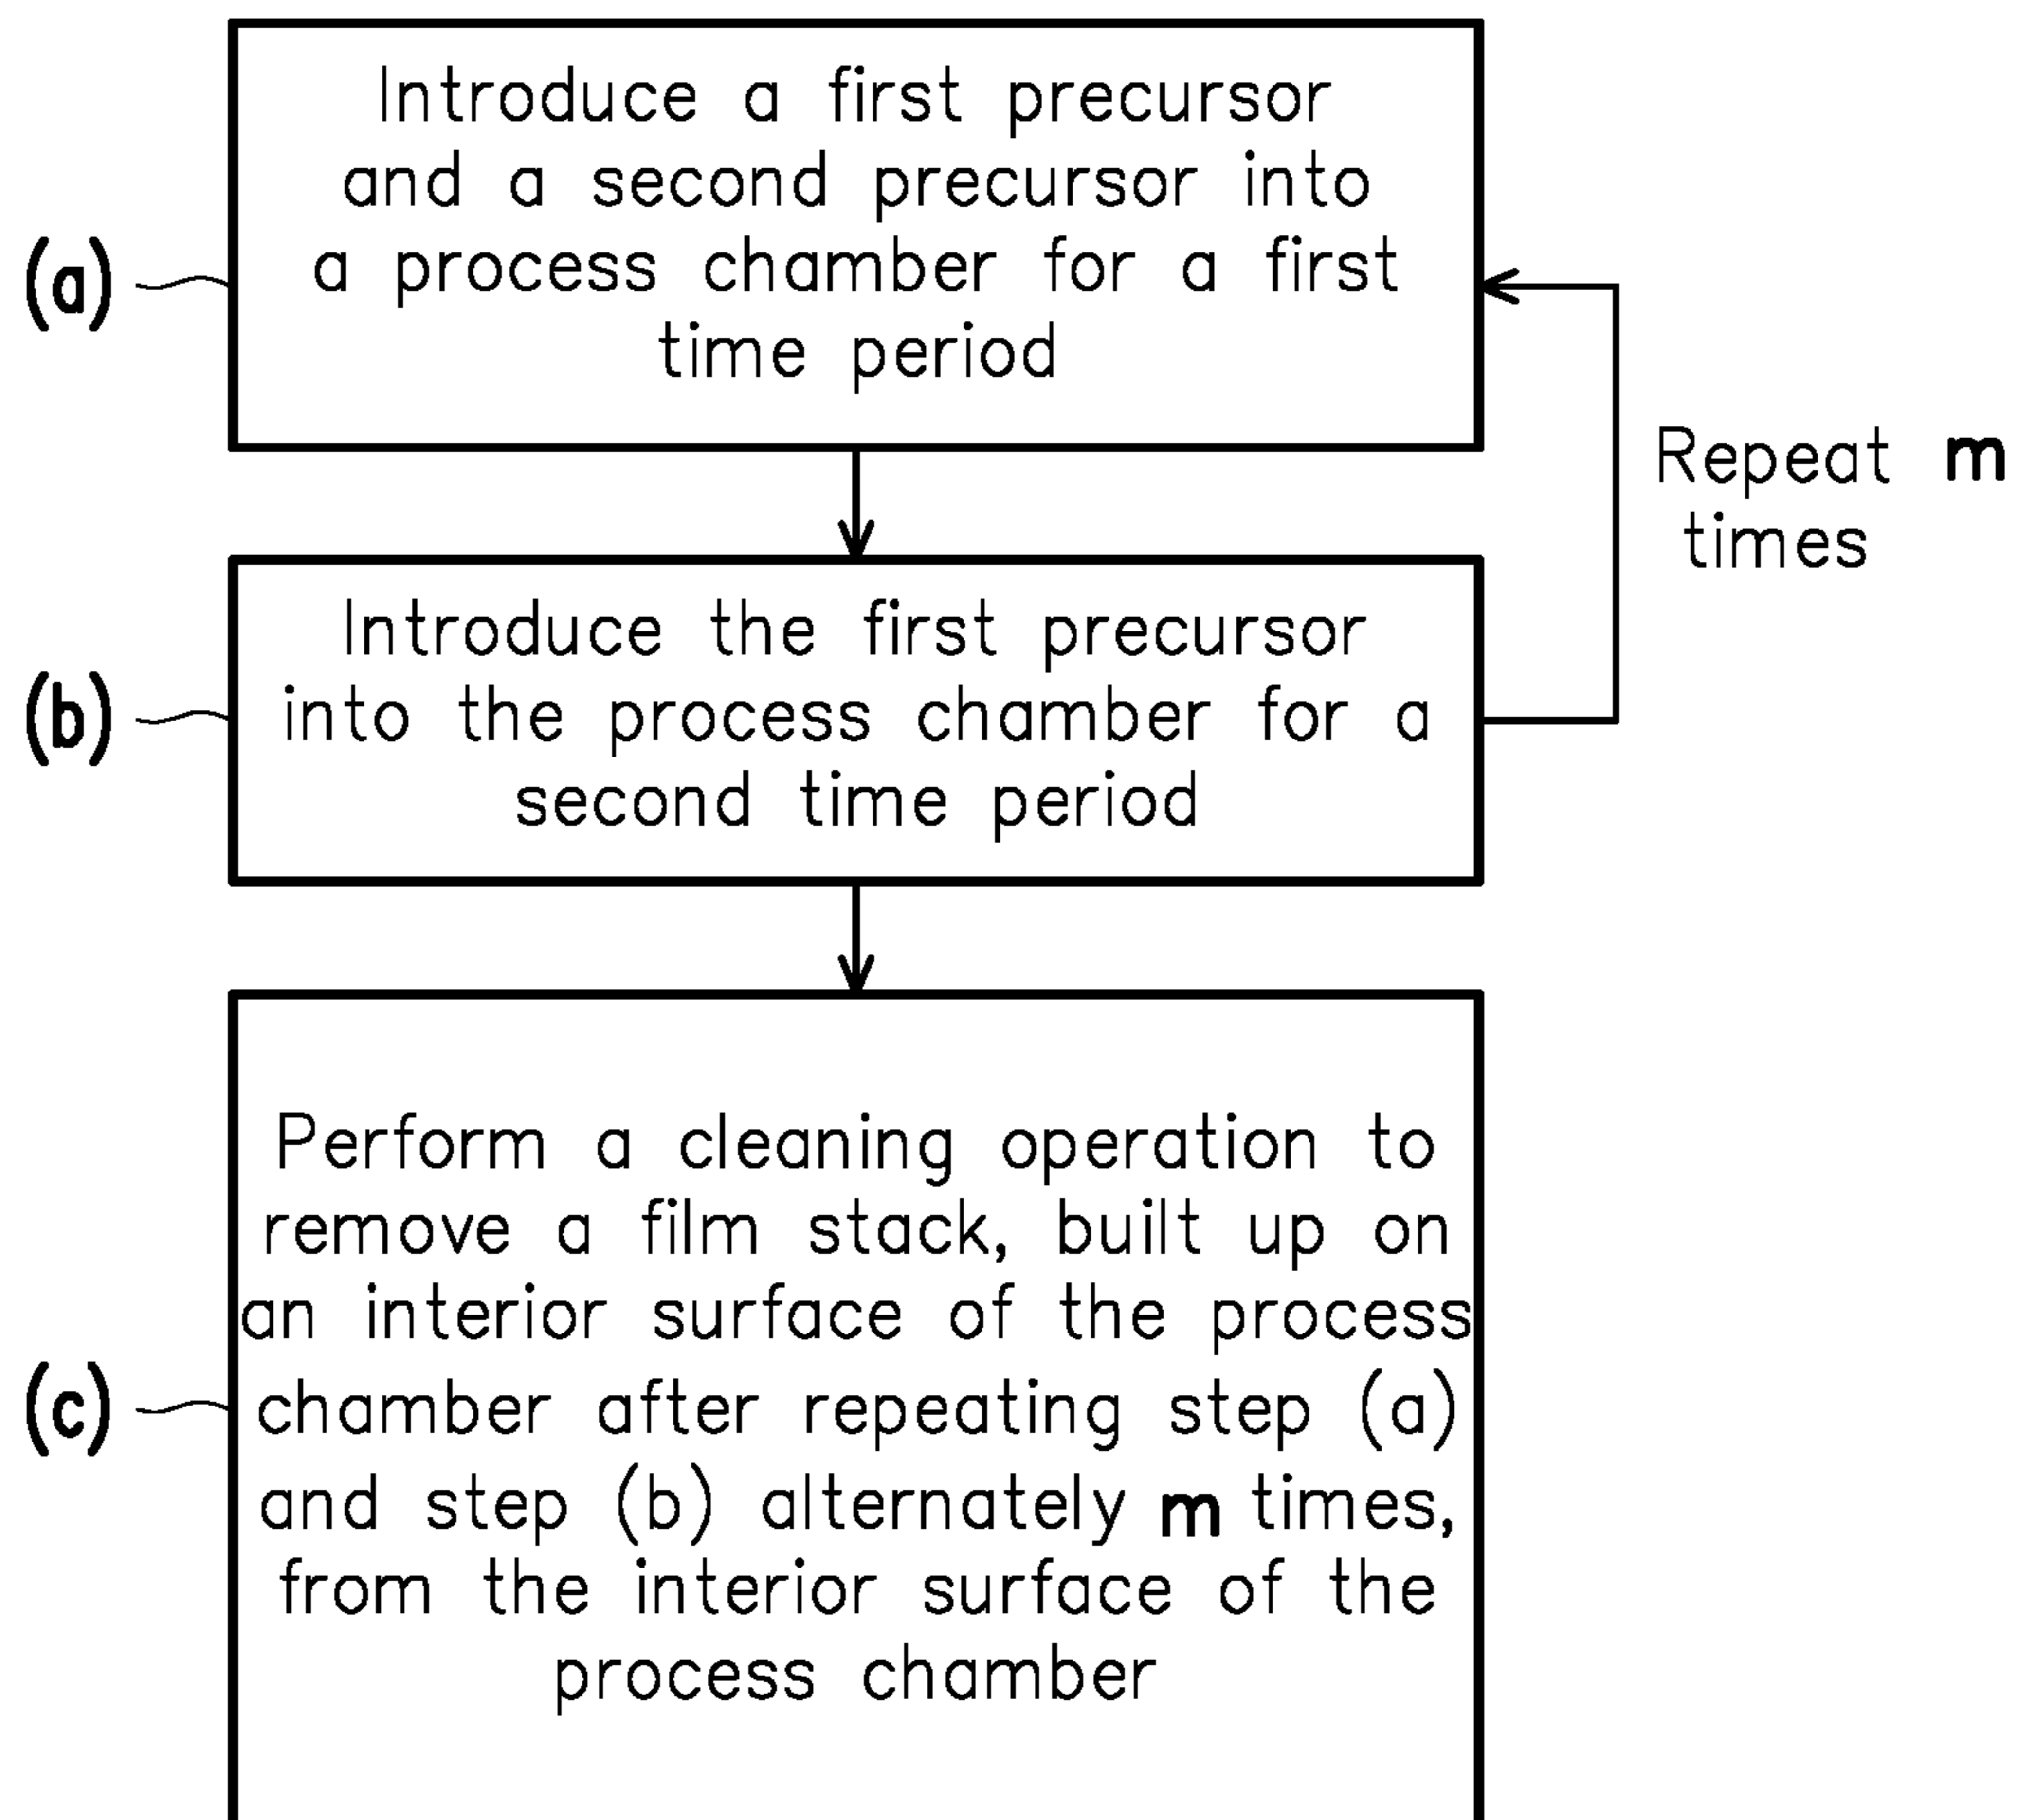 Introduce a first precursor
and a second precursor into
a process chamber for a first
time period
(a)
Repeat m
times
Introduce the first precursor
into the process chamber for a
second time period
(b)
Perform a cleaning operation to
remove a film stack, built up on
an interior surface of the process
chamber after repeating step (a)
and step (b) alternately m times,
from the interior surface of the
process chamber
(c)